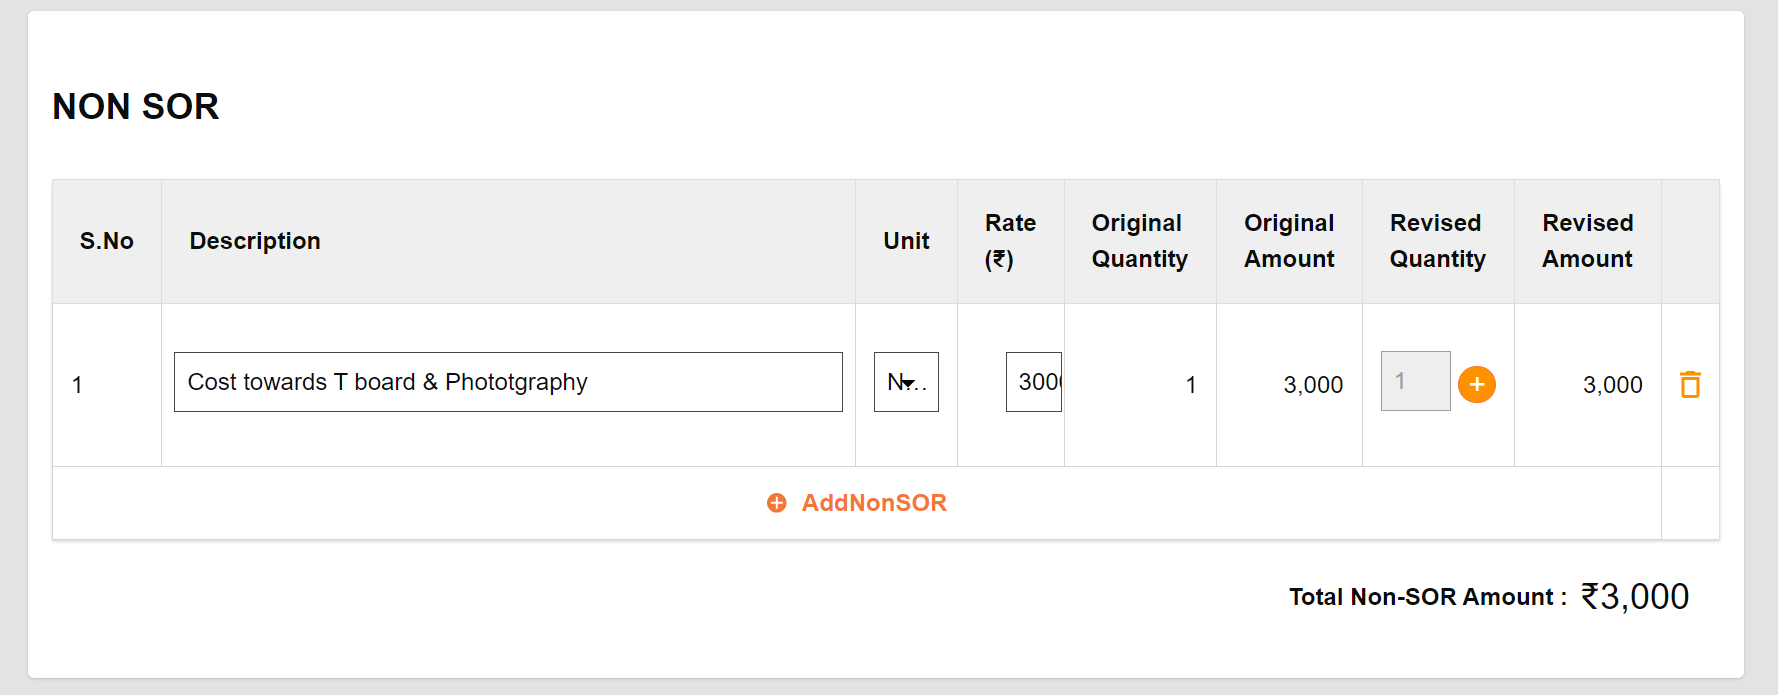 NON SOR
S.No Description Unit Rate (₹) Original Quantity Original Amount Revised Quantity Revised Amount
1 Cost towards T board & Phototgraphy N... 300 1 3,000 1 3,000
AddNonSOR
Total Non-SOR Amount : ₹3,000